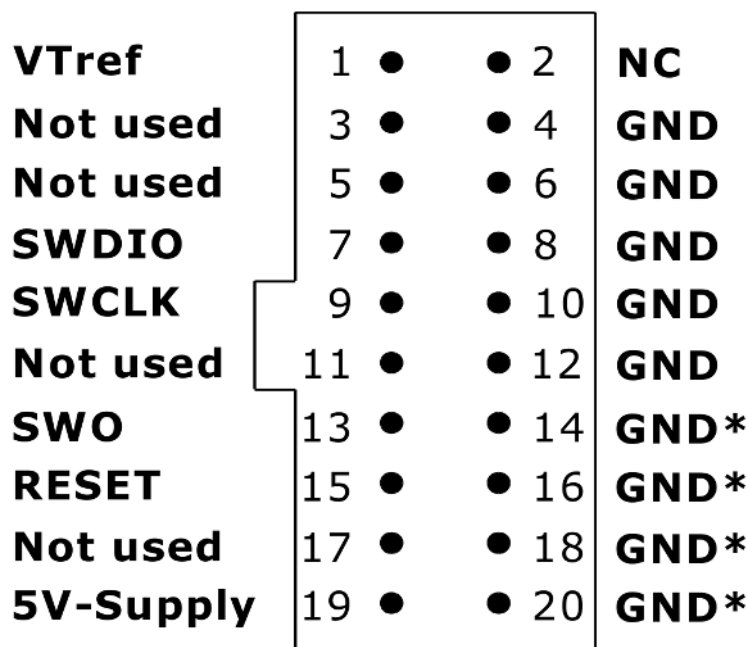 VTref 1 2 NC
Not used 3 4 GND
Not used 5 6 GND
SWDIO 7 8 GND
SWCLK 9 10 GND
Not used 11 12 GND
SWO 13 14 GND*
RESET 15 16 GND*
Not used 17 18 GND*
5V-Supply 19 20 GND*